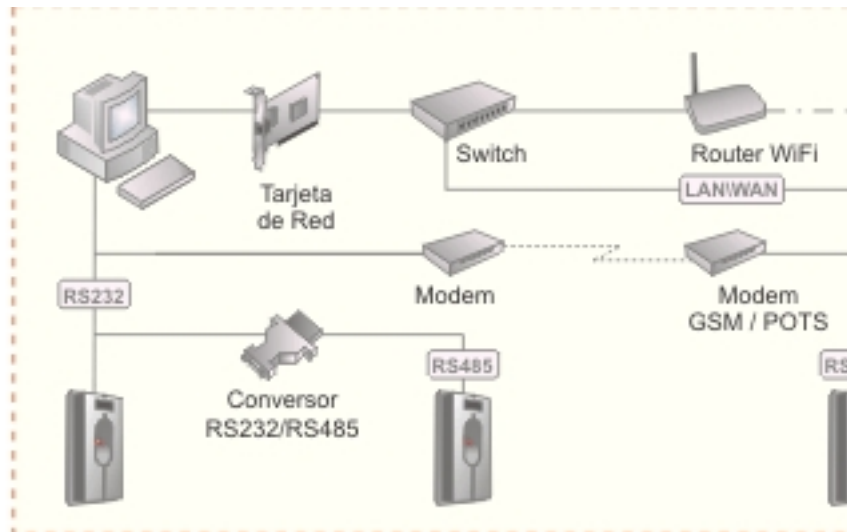 Switch
Router WiFi
LAN\WAN
Tarjeta
de Red
RS232
Modem
Modem
GSM / POTS
RS485
Conversor
RS232/RS485